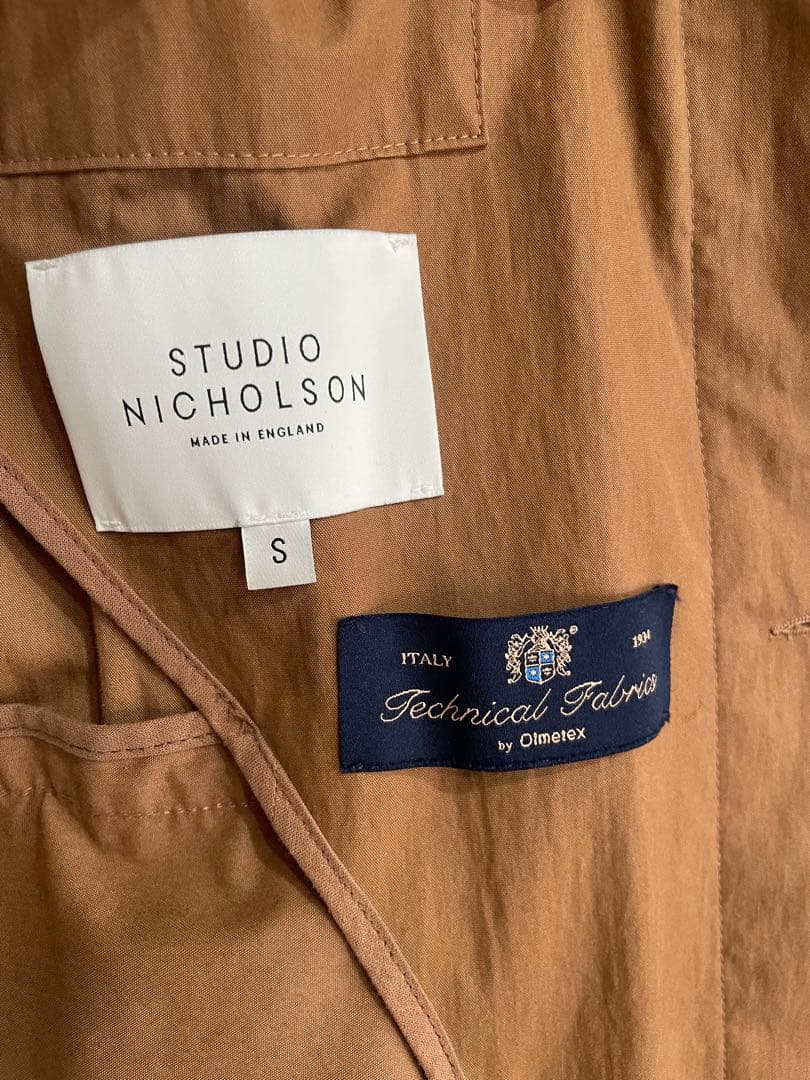 STUDIO
NICHOLSON
MADE IN ENGLAND
S
ITALY 1934
Technical Fabrics
by Olmetex